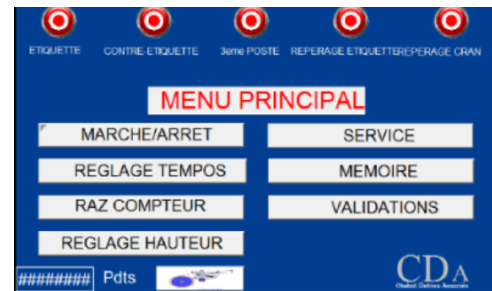 ETIQUETTE CONTRE-ETIQUETTE 3eme POSTE REPERAGE ETIQUETTE REPERAGE CRAN
MENU PRINCIPAL
MARCHE/ARRET SERVICE
REGLAGE TEMPOS MEMOIRE
RAZ COMPTEUR VALIDATIONS
REGLAGE HAUTEUR
######## Pdts
CDA